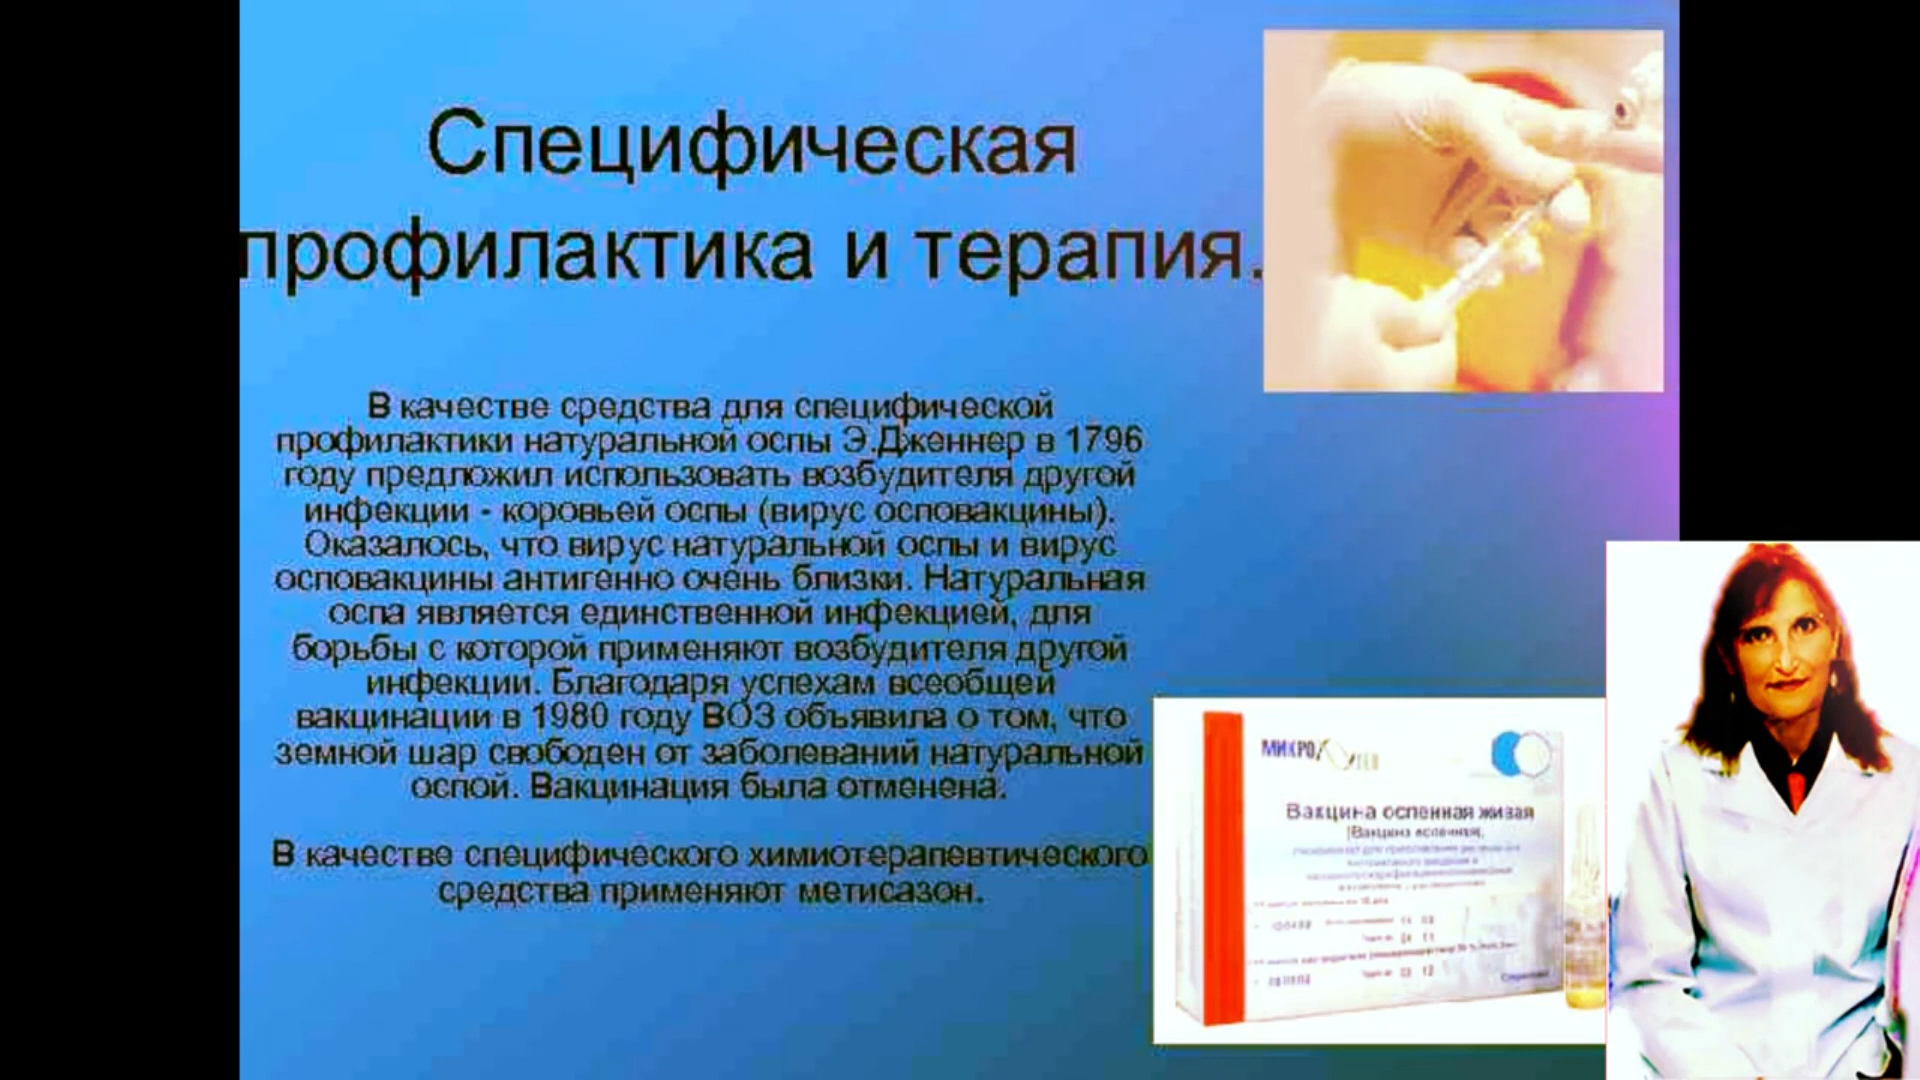 Специфическая
профилактика и терапия.
В качестве средства для специфической
профилактики натуральной оспы Э.Дженнер в 1796
году предложил использовать возбудителя другой
инфекции - коровьей оспы (вирус осповакцины).
Оказалось, что вирус натуральной оспы и вирус
осповакцины антигенно очень близки. Натуральная
оспа является единственной инфекцией, для
борьбы с которой применяют возбудителя другой
инфекции. Благодаря успехам всеобщей
вакцинации в 1980 году ВОЗ объявила о том, что
земной шар свободен от заболеваний натуральной
оспой. Вакцинация была отменена.
В качестве специфического химиотерапевтического
средства применяют метисазон.
МИКРО
Вакцина оспенная живая